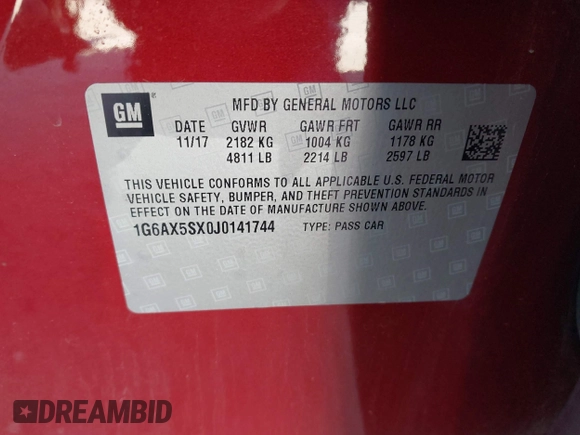 GM
MFD BY GENERAL MOTORS LLC
DATE GVWR GAWR FRT GAWR RR
11/17 2182 KG 1004 KG 1178 KG
4811 LB 2214 LB 2597 LB
THIS VEHICLE CONFORMS TO ALL APPLICABLE U.S. FEDERAL MOTOR
VEHICLE SAFETY, BUMPER, AND THEFT PREVENTION STANDARDS IN
EFFECT ON THE DATE OF MANUFACTURE SHOWN ABOVE.
1G6AX5SX0J0141744 TYPE: PASS CAR
DREAMBID